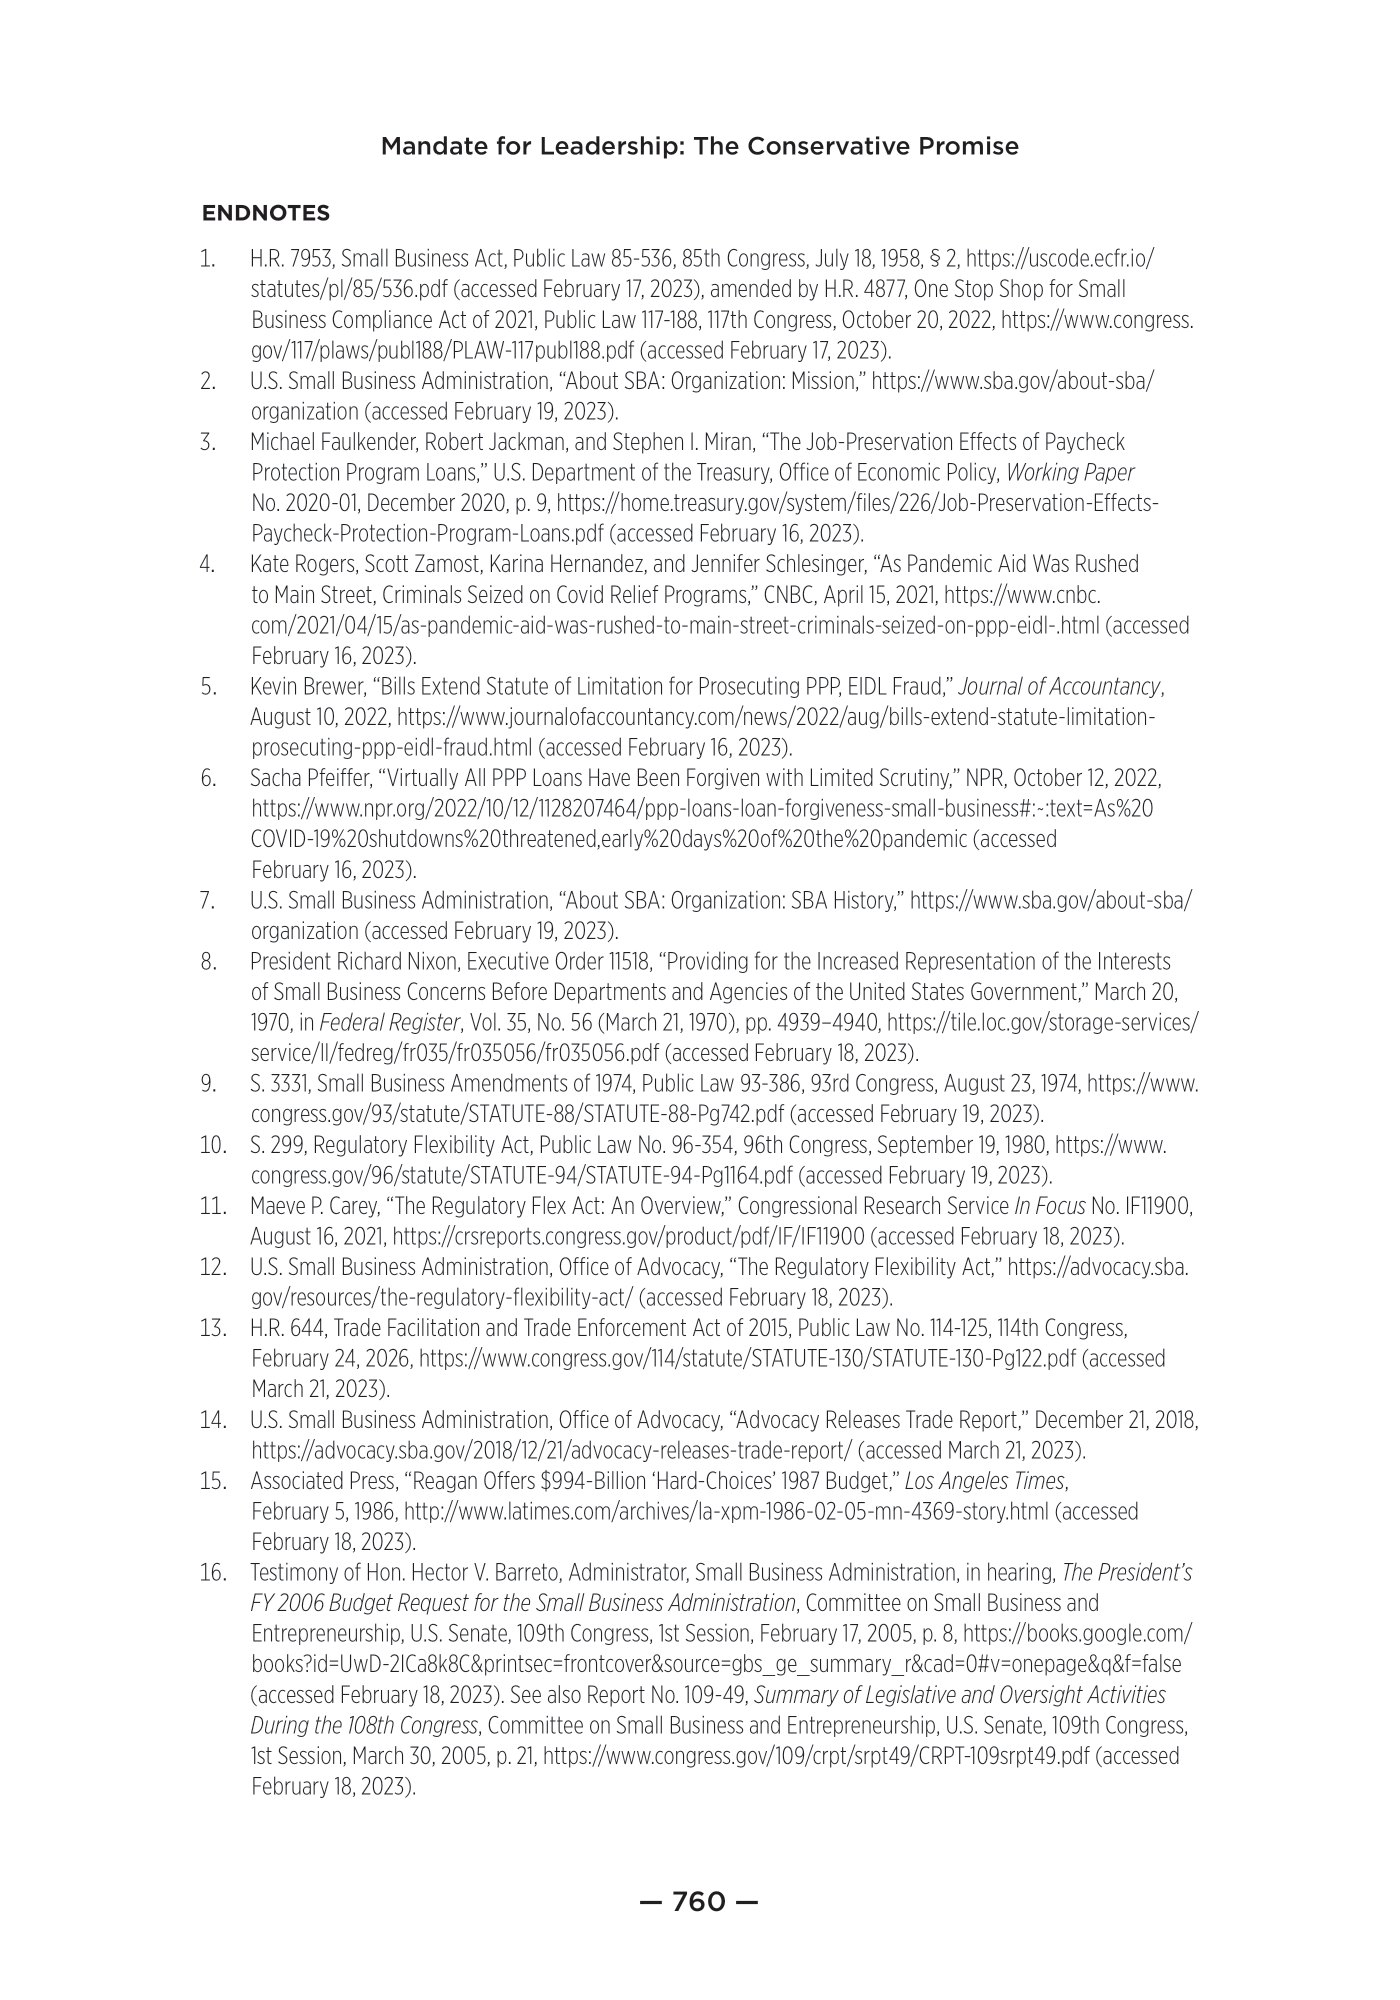 Mandate for Leadership: The Conservative Promise
ENDNOTES
1. H.R. 7953, Small Business Act, Public Law 85-536, 85th Congress, July 18, 1958, § 2, https://uscode.ecfr.io/
statutes/pl/85/536.pdf (accessed February 17, 2023), amended by H.R. 4877, One Stop Shop for Small
Business Compliance Act of 2021, Public Law 117-188, 117th Congress, October 20, 2022, https://www.congress.
gov/117/plaws/publ188/PLAW-117publ188.pdf (accessed February 17, 2023).
2. U.S. Small Business Administration, “About SBA: Organization: Mission,” https://www.sba.gov/about-sba/
organization (accessed February 19, 2023).
3. Michael Faulkender, Robert Jackman, and Stephen I. Miran, “The Job-Preservation Effects of Paycheck
Protection Program Loans,” U.S. Department of the Treasury, Office of Economic Policy, Working Paper
No. 2020-01, December 2020, p. 9, https://home.treasury.gov/system/files/226/Job-Preservation-Effects-
Paycheck-Protection-Program-Loans.pdf (accessed February 16, 2023).
4. Kate Rogers, Scott Zamost, Karina Hernandez, and Jennifer Schlesinger, “As Pandemic Aid Was Rushed
to Main Street, Criminals Seized on Covid Relief Programs,” CNBC, April 15, 2021, https://www.cnbc.
com/2021/04/15/as-pandemic-aid-was-rushed-to-main-street-criminals-seized-on-ppp-eidl-.html (accessed
February 16, 2023).
5. Kevin Brewer, “Bills Extend Statute of Limitation for Prosecuting PPP, EIDL Fraud,” Journal of Accountancy,
August 10, 2022, https://www.journalofaccountancy.com/news/2022/aug/bills-extend-statute-limitation-
prosecuting-ppp-eidl-fraud.html (accessed February 16, 2023).
6. Sacha Pfeiffer, “Virtually All PPP Loans Have Been Forgiven with Limited Scrutiny,” NPR, October 12, 2022,
https://www.npr.org/2022/10/12/1128207464/ppp-loans-loan-forgiveness-small-business#:~:text=As%20
COVID-19%20shutdowns%20threatened,early%20days%20of%20the%20pandemic (accessed
February 16, 2023).
7. U.S. Small Business Administration, “About SBA: Organization: SBA History,” https://www.sba.gov/about-sba/
organization (accessed February 19, 2023).
8. President Richard Nixon, Executive Order 11518, “Providing for the Increased Representation of the Interests
of Small Business Concerns Before Departments and Agencies of the United States Government,” March 20,
1970, in Federal Register, Vol. 35, No. 56 (March 21, 1970), pp. 4939–4940, https://tile.loc.gov/storage-services/
service/ll/fedreg/fr035/fr035056/fr035056.pdf (accessed February 18, 2023).
9. S. 3331, Small Business Amendments of 1974, Public Law 93-386, 93rd Congress, August 23, 1974, https://www.
congress.gov/93/statute/STATUTE-88/STATUTE-88-Pg742.pdf (accessed February 19, 2023).
10. S. 299, Regulatory Flexibility Act, Public Law No. 96-354, 96th Congress, September 19, 1980, https://www.
congress.gov/96/statute/STATUTE-94/STATUTE-94-Pg1164.pdf (accessed February 19, 2023).
11. Maeve P. Carey, “The Regulatory Flex Act: An Overview,” Congressional Research Service In Focus No. IF11900,
August 16, 2021, https://crsreports.congress.gov/product/pdf/IF/IF11900 (accessed February 18, 2023).
12. U.S. Small Business Administration, Office of Advocacy, “The Regulatory Flexibility Act,” https://advocacy.sba.
gov/resources/the-regulatory-flexibility-act/ (accessed February 18, 2023).
13. H.R. 644, Trade Facilitation and Trade Enforcement Act of 2015, Public Law No. 114-125, 114th Congress,
February 24, 2026, https://www.congress.gov/114/statute/STATUTE-130/STATUTE-130-Pg122.pdf (accessed
March 21, 2023).
14. U.S. Small Business Administration, Office of Advocacy, “Advocacy Releases Trade Report,” December 21, 2018,
https://advocacy.sba.gov/2018/12/21/advocacy-releases-trade-report/ (accessed March 21, 2023).
15. Associated Press, “Reagan Offers $994-Billion ‘Hard-Choices’ 1987 Budget,” Los Angeles Times,
February 5, 1986, http://www.latimes.com/archives/la-xpm-1986-02-05-mn-4369-story.html (accessed
February 18, 2023).
16. Testimony of Hon. Hector V. Barreto, Administrator, Small Business Administration, in hearing, The President’s
FY 2006 Budget Request for the Small Business Administration, Committee on Small Business and
Entrepreneurship, U.S. Senate, 109th Congress, 1st Session, February 17, 2005, p. 8, https://books.google.com/
books?id=UwD-2ICa8k8C&printsec=frontcover&source=gbs_ge_summary_r&cad=0#v=onepage&q&f=false
(accessed February 18, 2023). See also Report No. 109-49, Summary of Legislative and Oversight Activities
During the 108th Congress, Committee on Small Business and Entrepreneurship, U.S. Senate, 109th Congress,
1st Session, March 30, 2005, p. 21, https://www.congress.gov/109/crpt/srpt49/CRPT-109srpt49.pdf (accessed
February 18, 2023).
— 760 —